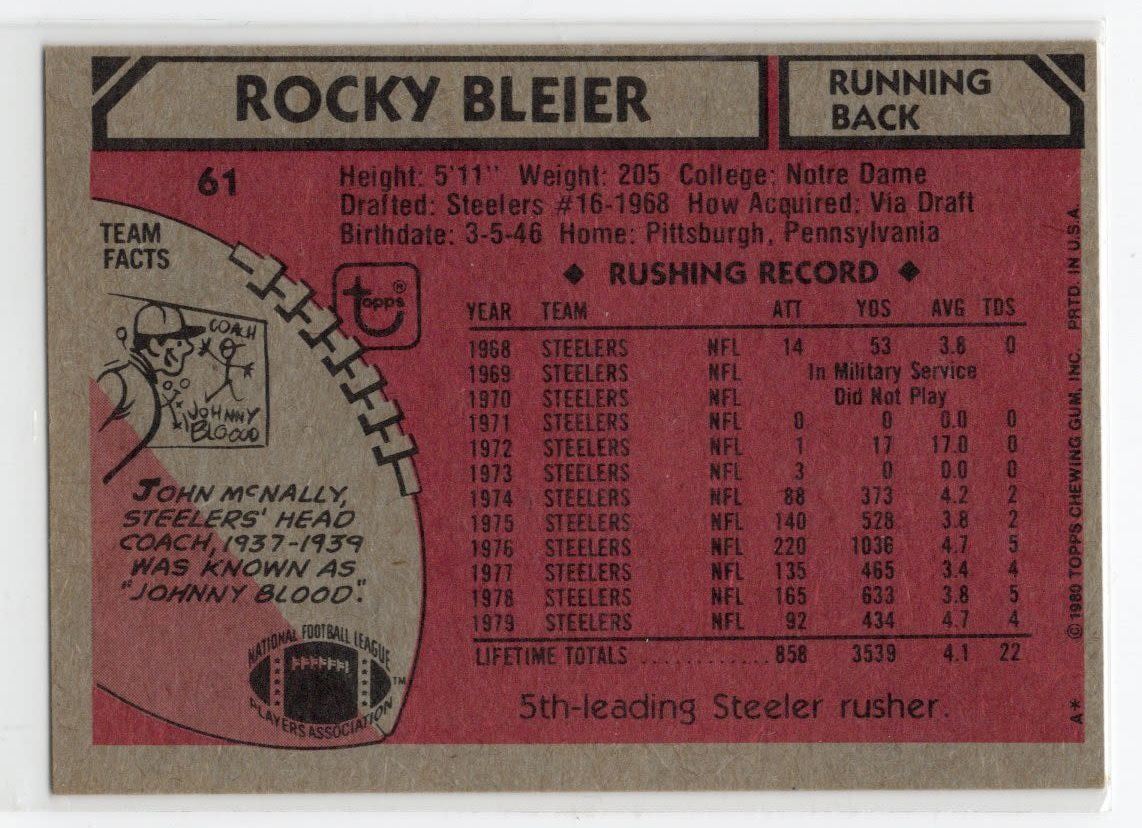 ROCKY BLEIER
RUNNING
BACK
61
Height: 5'11" Weight: 205 College: Notre Dame
Drafted: Steelers #16-1968 How Acquired: Via Draft
Birthdate: 3-5-46 Home: Pittsburgh, Pennsylvania
TEAM
FACTS
COACH
JOHNNY
BLOOOD
JOHN McNALLY,
STEELERS' HEAD
COACH, 1937-1939
WAS KNOWN AS
"JOHNNY BLOOD".
NATIONAL FOOTBALL LEAGUE
PLAYERS ASSOCIATION
TM
topps ®
◆ RUSHING RECORD ◆
YEAR TEAM ATT YDS AVG TDS
1968 STEELERS NFL 14 53 3.8 0
1969 STEELERS NFL In Military Service
1970 STEELERS NFL Did Not Play
1971 STEELERS NFL 0 0 0.0 0
1972 STEELERS NFL 1 17 17.0 0
1973 STEELERS NFL 3 0 0.0 0
1974 STEELERS NFL 88 373 4.2 2
1975 STEELERS NFL 140 528 3.8 2
1976 STEELERS NFL 220 1036 4.7 5
1977 STEELERS NFL 135 465 3.4 4
1978 STEELERS NFL 165 633 3.8 5
1979 STEELERS NFL 92 434 4.7 4
LIFETIME TOTALS .............. 858 3539 4.1 22
5th-leading Steeler rusher.
A* © 1980 TOPPS CHEWING GUM, INC. PRTD. IN U.S.A.